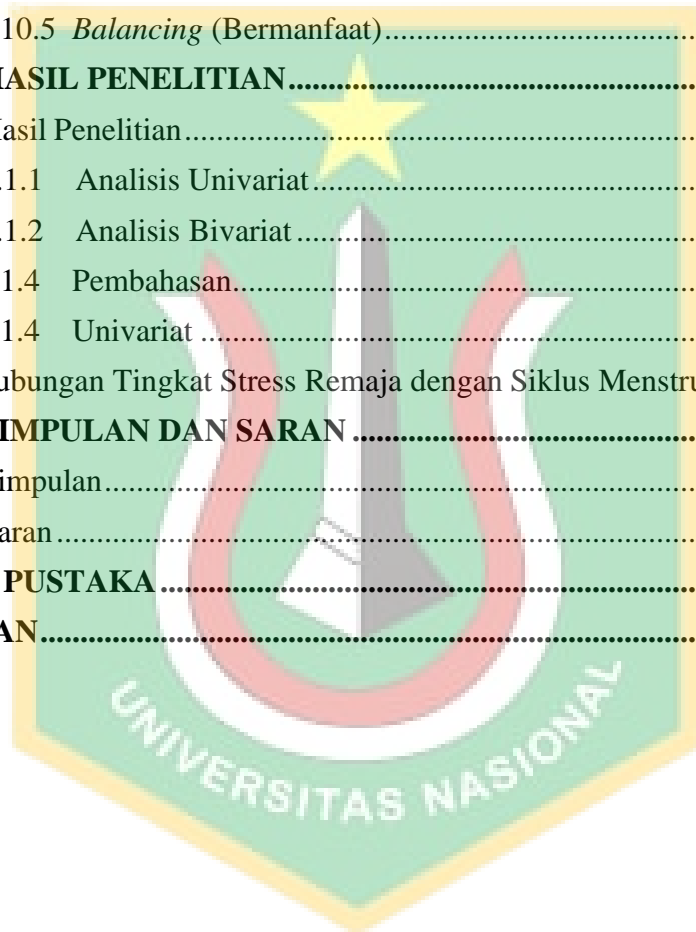 10.5 Balancing (Bermanfaat)........................................
HASIL PENELITIAN........................................
Hasil Penelitian........................................
.1.1 Analisis Univariat........................................
.1.2 Analisis Bivariat........................................
1.4 Pembahasan........................................
1.4 Univariat ........................................
ubungan Tingkat Stress Remaja dengan Siklus Menstru
IMPULAN DAN SARAN ........................................
impulan........................................
aran........................................
PUSTAKA ........................................
AN........................................
UNIVERSITAS NASIONAL